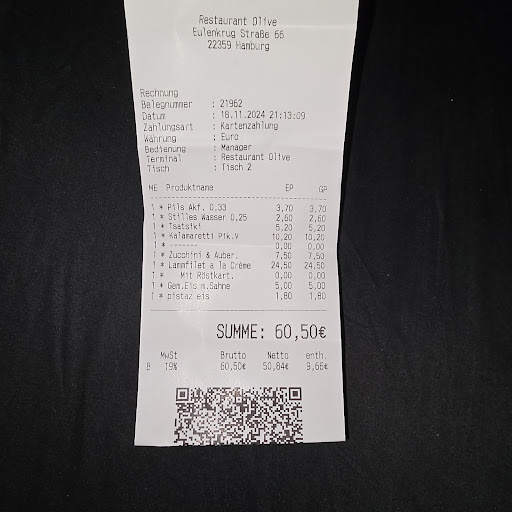 Restaurant Olive
Eulenkrug Straße 66
22359 Hamburg
Rechnung
Belegnummer : 21962
Datum : 18.11.2024 21:13:09
Zahlungsart : Kartenzahlung
Währung : Euro
Bedienung : Manager
Terminal : Restaurant Olive
Tisch : Tisch 2
ME Produktname EP GP
1 * Pils Akf. 0,33 3,70 3,70
1 * Stilles Wasser 0,25 2,60 2,60
1 * Tsatsiki 5,20 5,20
1 * Kalamaretti Pik.V 10,20 10,20
1 * ------- 0,00 0,00
1 * Zucchini & Auber. 7,50 7,50
1 * Lammfilet a la Crème 24,50 24,50
1 * Mit Röstkart. 0,00 0,00
1 * Gem.Eis m.Sahne 5,00 5,00
1 * pistaz eis 1,80 1,80
SUMME: 60,50€
MwSt Brutto Netto enth.
B 19% 60,50€ 50,84€ 9,66€